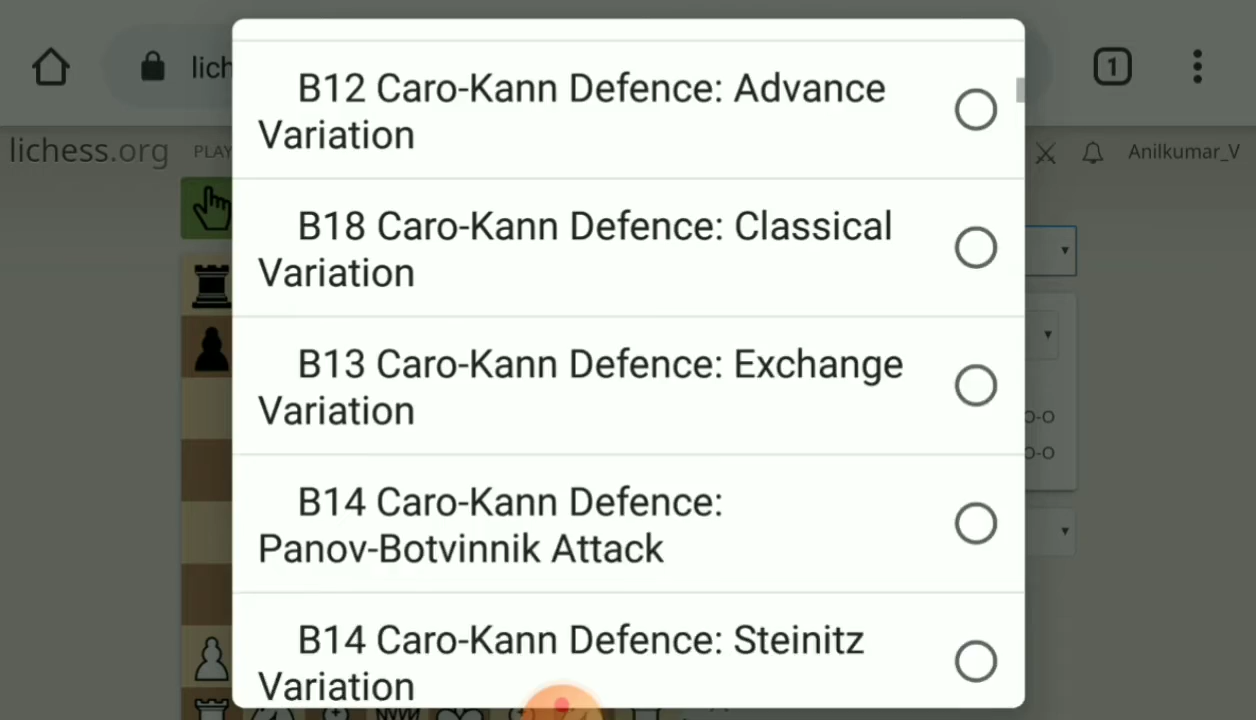 1
lich
lichess.org PLAY Anilkumar_V
B12 Caro-Kann Defence: Advance
Variation
B18 Caro-Kann Defence: Classical
Variation
B13 Caro-Kann Defence: Exchange
Variation
O-O
O-O
B14 Caro-Kann Defence:
Panov-Botvinnik Attack
B14 Caro-Kann Defence: Steinitz
Variation